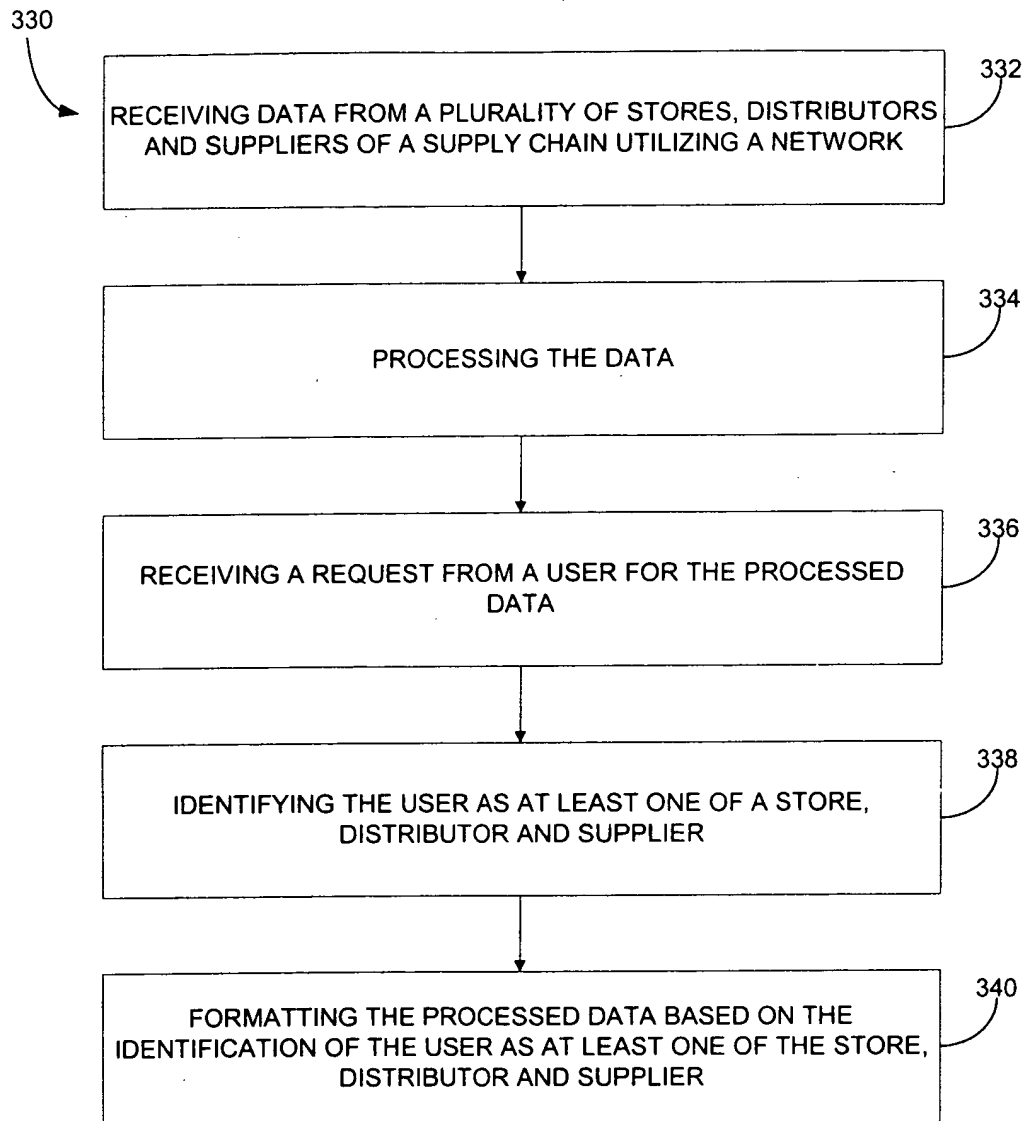 330
332
RECEIVING DATA FROM A PLURALITY OF STORES, DISTRIBUTORS
AND SUPPLIERS OF A SUPPLY CHAIN UTILIZING A NETWORK
334
PROCESSING THE DATA
336
RECEIVING A REQUEST FROM A USER FOR THE PROCESSED
DATA
338
IDENTIFYING THE USER AS AT LEAST ONE OF A STORE,
DISTRIBUTOR AND SUPPLIER
340
FORMATTING THE PROCESSED DATA BASED ON THE
IDENTIFICATION OF THE USER AS AT LEAST ONE OF THE STORE,
DISTRIBUTOR AND SUPPLIER